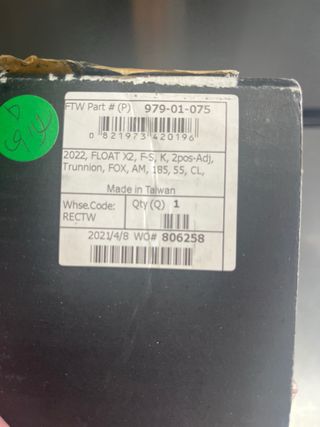 FTW Part # (P) 979-01-075
0 821973 420196
2022, FLOAT X2, F-S, K, 2pos-Adj,
Trunnion, FOX, AM, 185, 55, CL,
Made in Taiwan
Whse.Code: Qty(Q) 1
RECTW
2021/4/8 WO# 806258